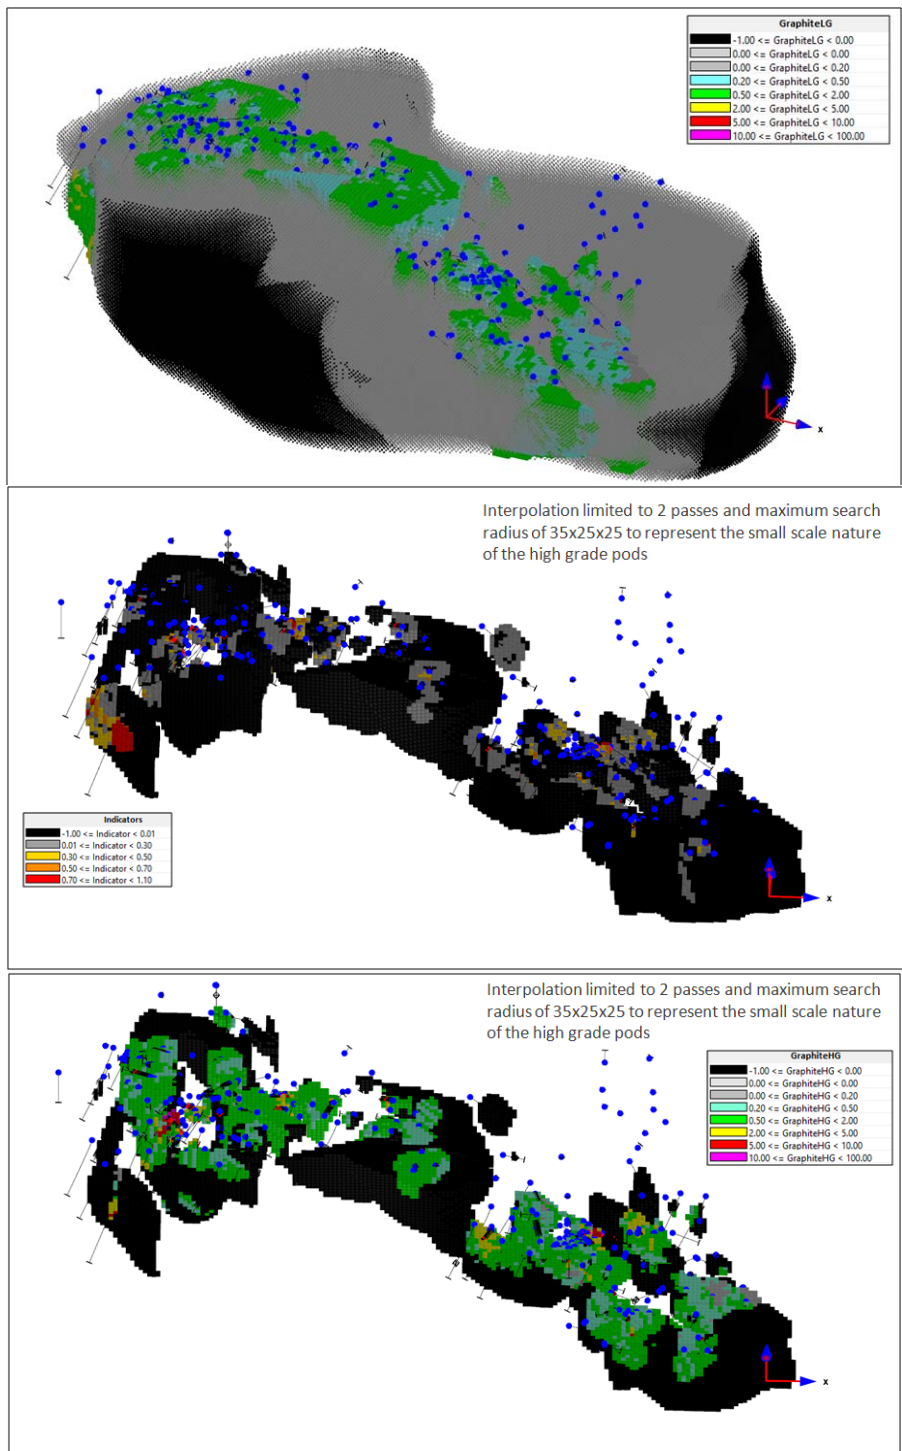 GraphiteLG
-1.00 <= GraphiteLG < 0.00
0.00 <= GraphiteLG < 0.00
0.00 <= GraphiteLG < 0.20
0.20 <= GraphiteLG < 0.50
0.50 <= GraphiteLG < 2.00
2.00 <= GraphiteLG < 5.00
5.00 <= GraphiteLG < 10.00
10.00 <= GraphiteLG < 100.00
X
Interpolation limited to 2 passes and maximum search
radius of 35x25x25 to represent the small scale nature
of the high grade pods
Indicators
-1.00 <= Indicator < 0.01
0.01 <= Indicator < 0.30
0.30 <= Indicator < 0.50
0.50 <= Indicator < 0.70
0.70 <= Indicator < 1.10
X
Interpolation limited to 2 passes and maximum search
radius of 35x25x25 to represent the small scale nature
of the high grade pods
GraphiteHG
-1.00 <= GraphiteHG < 0.00
0.00 <= GraphiteHG < 0.00
0.00 <= GraphiteHG < 0.20
0.20 <= GraphiteHG < 0.50
0.50 <= GraphiteHG < 2.00
2.00 <= GraphiteHG < 5.00
5.00 <= GraphiteHG < 10.00
10.00 <= GraphiteHG < 100.00
X